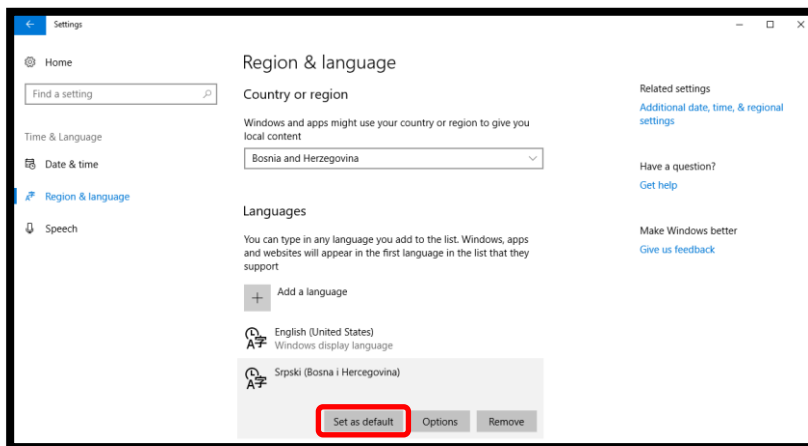 Settings
Home
Find a setting
Time & Language
Date & time
Region & language
Speech
Region & language
Country or region
Windows and apps might use your country or region to give you
local content
Bosnia and Herzegovina
Languages
You can type in any language you add to the list. Windows, apps
and websites will appear in the first language in the list that they
support
Add a language
English (United States)
Windows display language
Srpski (Bosna i Hercegovina)
Set as default
Options
Remove
Related settings
Additional date, time, & regional
settings
Have a question?
Get help
Make Windows better
Give us feedback